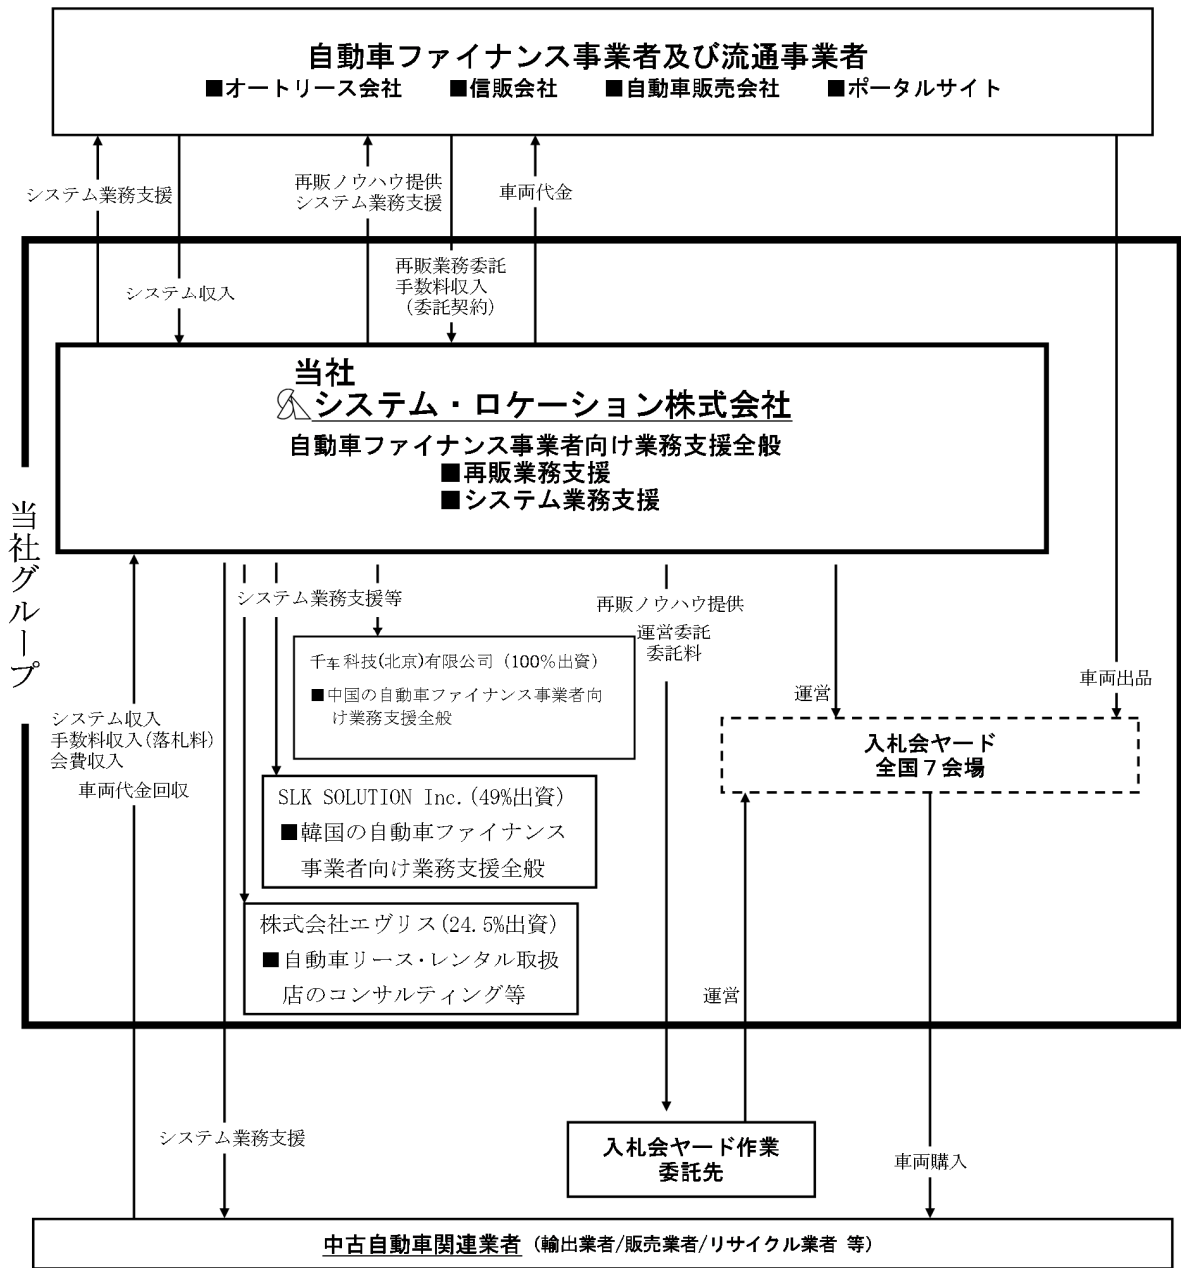 自動車ファイナンス事業者及び流通事業者
■オートリース会社 ■信販会社 ■自動車販売会社 ■ポータルサイト
システム業務支援
再販ノウハウ提供
システム業務支援
車両代金
システム収入
再販業務委託
手数料収入
(委託契約)
当社
システム・ロケーション株式会社
自動車ファイナンス事業者向け業務支援全般
■再販業務支援
■システム業務支援
当社グループ
システム業務支援等
再販ノウハウ提供
運営委託
委託料
千车科技(北京)有限公司 (100%出資)
■中国の自動車ファイナンス事業者向
け業務支援全般
運営
車両出品
システム収入
手数料収入(落札料)
会費収入
車両代金回収
入札会ヤード
全国7会場
SLK SOLUTION Inc.(49%出資)
■韓国の自動車ファイナンス
事業者向け業務支援全般
株式会社エヴリス(24.5%出資)
■自動車リース・レンタル取扱
店のコンサルティング等
運営
システム業務支援
入札会ヤード作業
委託先
車両購入
中古自動車関連業者 (輸出業者/販売業者/リサイクル業者 等)